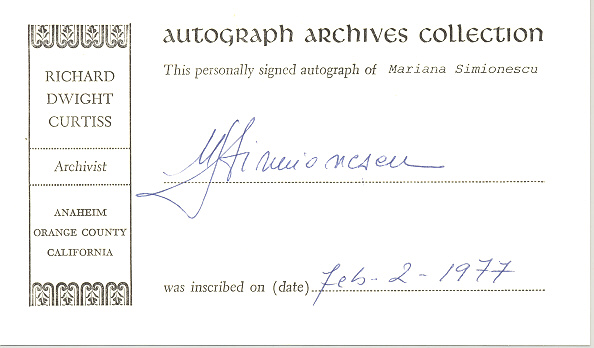 AUTOGRAPH ARCHIVES COLLECTION
RICHARD
DWIGHT
CURTISS
Archivist
ANAHEIM
ORANGE COUNTY
CALIFORNIA
This personally signed autograph of Mariana Simionescu
MSimionescu
was inscribed on (date) Feb - 2 - 1977